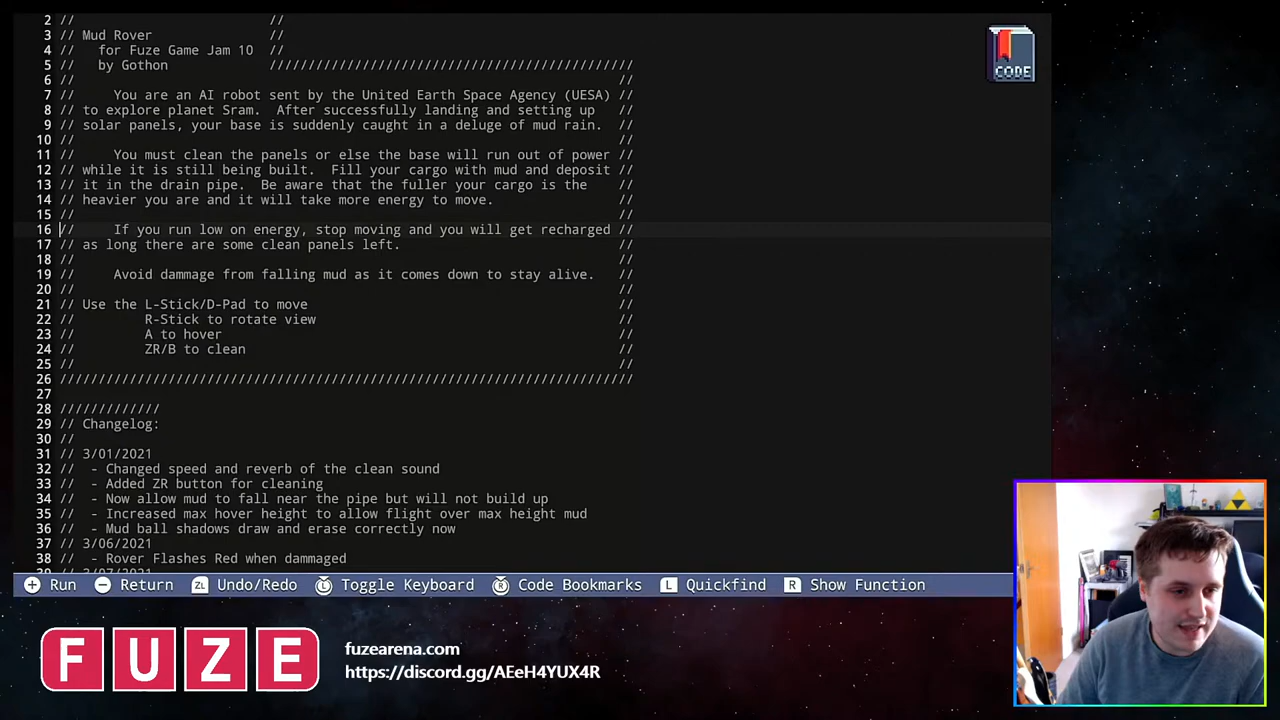 2 // //
3 // Mud Rover //
4 // for Fuze Game Jam 10 //
5 // by Gothon ///////////////////////////////////////////////
6 // //
7 // You are an AI robot sent by the United Earth Space Agency (UESA) //
8 // to explore planet Sram. After successfully landing and setting up //
9 // solar panels, your base is suddenly caught in a deluge of mud rain. //
10 // //
11 // You must clean the panels or else the base will run out of power //
12 // while it is still being built. Fill your cargo with mud and deposit //
13 // it in the drain pipe. Be aware that the fuller your cargo is the //
14 // heavier you are and it will take more energy to move. //
15 // //
16 // If you run low on energy, stop moving and you will get recharged //
17 // as long there are some clean panels left. //
18 // //
19 // Avoid damage from falling mud as it comes down to stay alive. //
20 // //
21 // Use the L-Stick/D-Pad to move //
22 // R-Stick to rotate view //
23 // A to hover //
24 // ZR/B to clean //
25 // //
26 //////////////////////////////////////////////////////////////////////////
27
28 /////////////
29 // Changelog:
30 //
31 // 3/01/2021
32 // - Changed speed and reverb of the clean sound
33 // - Added ZR button for cleaning
34 // - Now allow mud to fall near the pipe but will not build up
35 // - Increased max hover height to allow flight over max height mud
36 // - Mud ball shadows draw and erase correctly now
37 // 3/06/2021
38 // - Rover Flashes Red when damaged
39 // 3/07/2021
CODE
+ Run - Return ZL Undo/Redo Toggle Keyboard R Code Bookmarks L Quickfind R Show Function
FUZE
fuzearena.com
https://discord.gg/AEeH4YUX4R